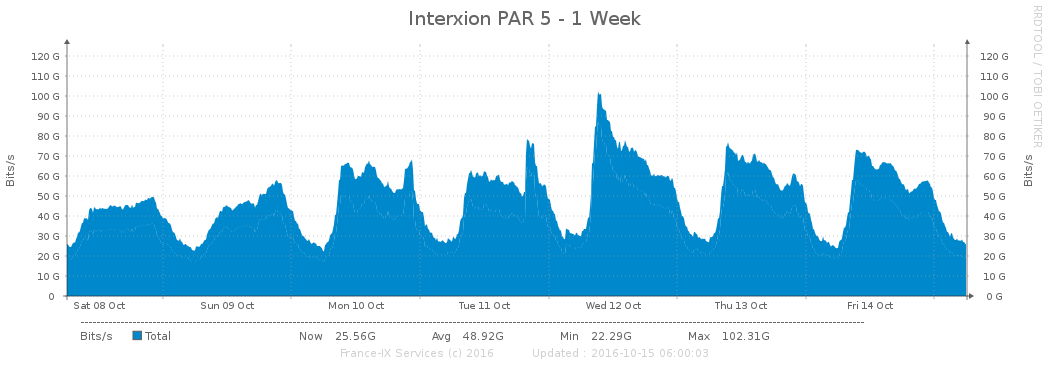 Interxion PAR 5 - 1 Week
RRDTOOL / TOBI OETIKER
Bits/s
120 G
110 G
100 G
90 G
80 G
70 G
60 G
50 G
40 G
30 G
20 G
10 G
0
120 G
110 G
100 G
90 G
80 G
70 G
60 G
50 G
40 G
30 G
20 G
10 G
0 G
Bits/s
Sat 08 Oct Sun 09 Oct Mon 10 Oct Tue 11 Oct Wed 12 Oct Thu 13 Oct Fri 14 Oct
Bits/s Total Now 25.56G Avg 48.92G Min 22.29G Max 102.31G
France-IX Services (c) 2016 Updated : 2016-10-15 06:00:03